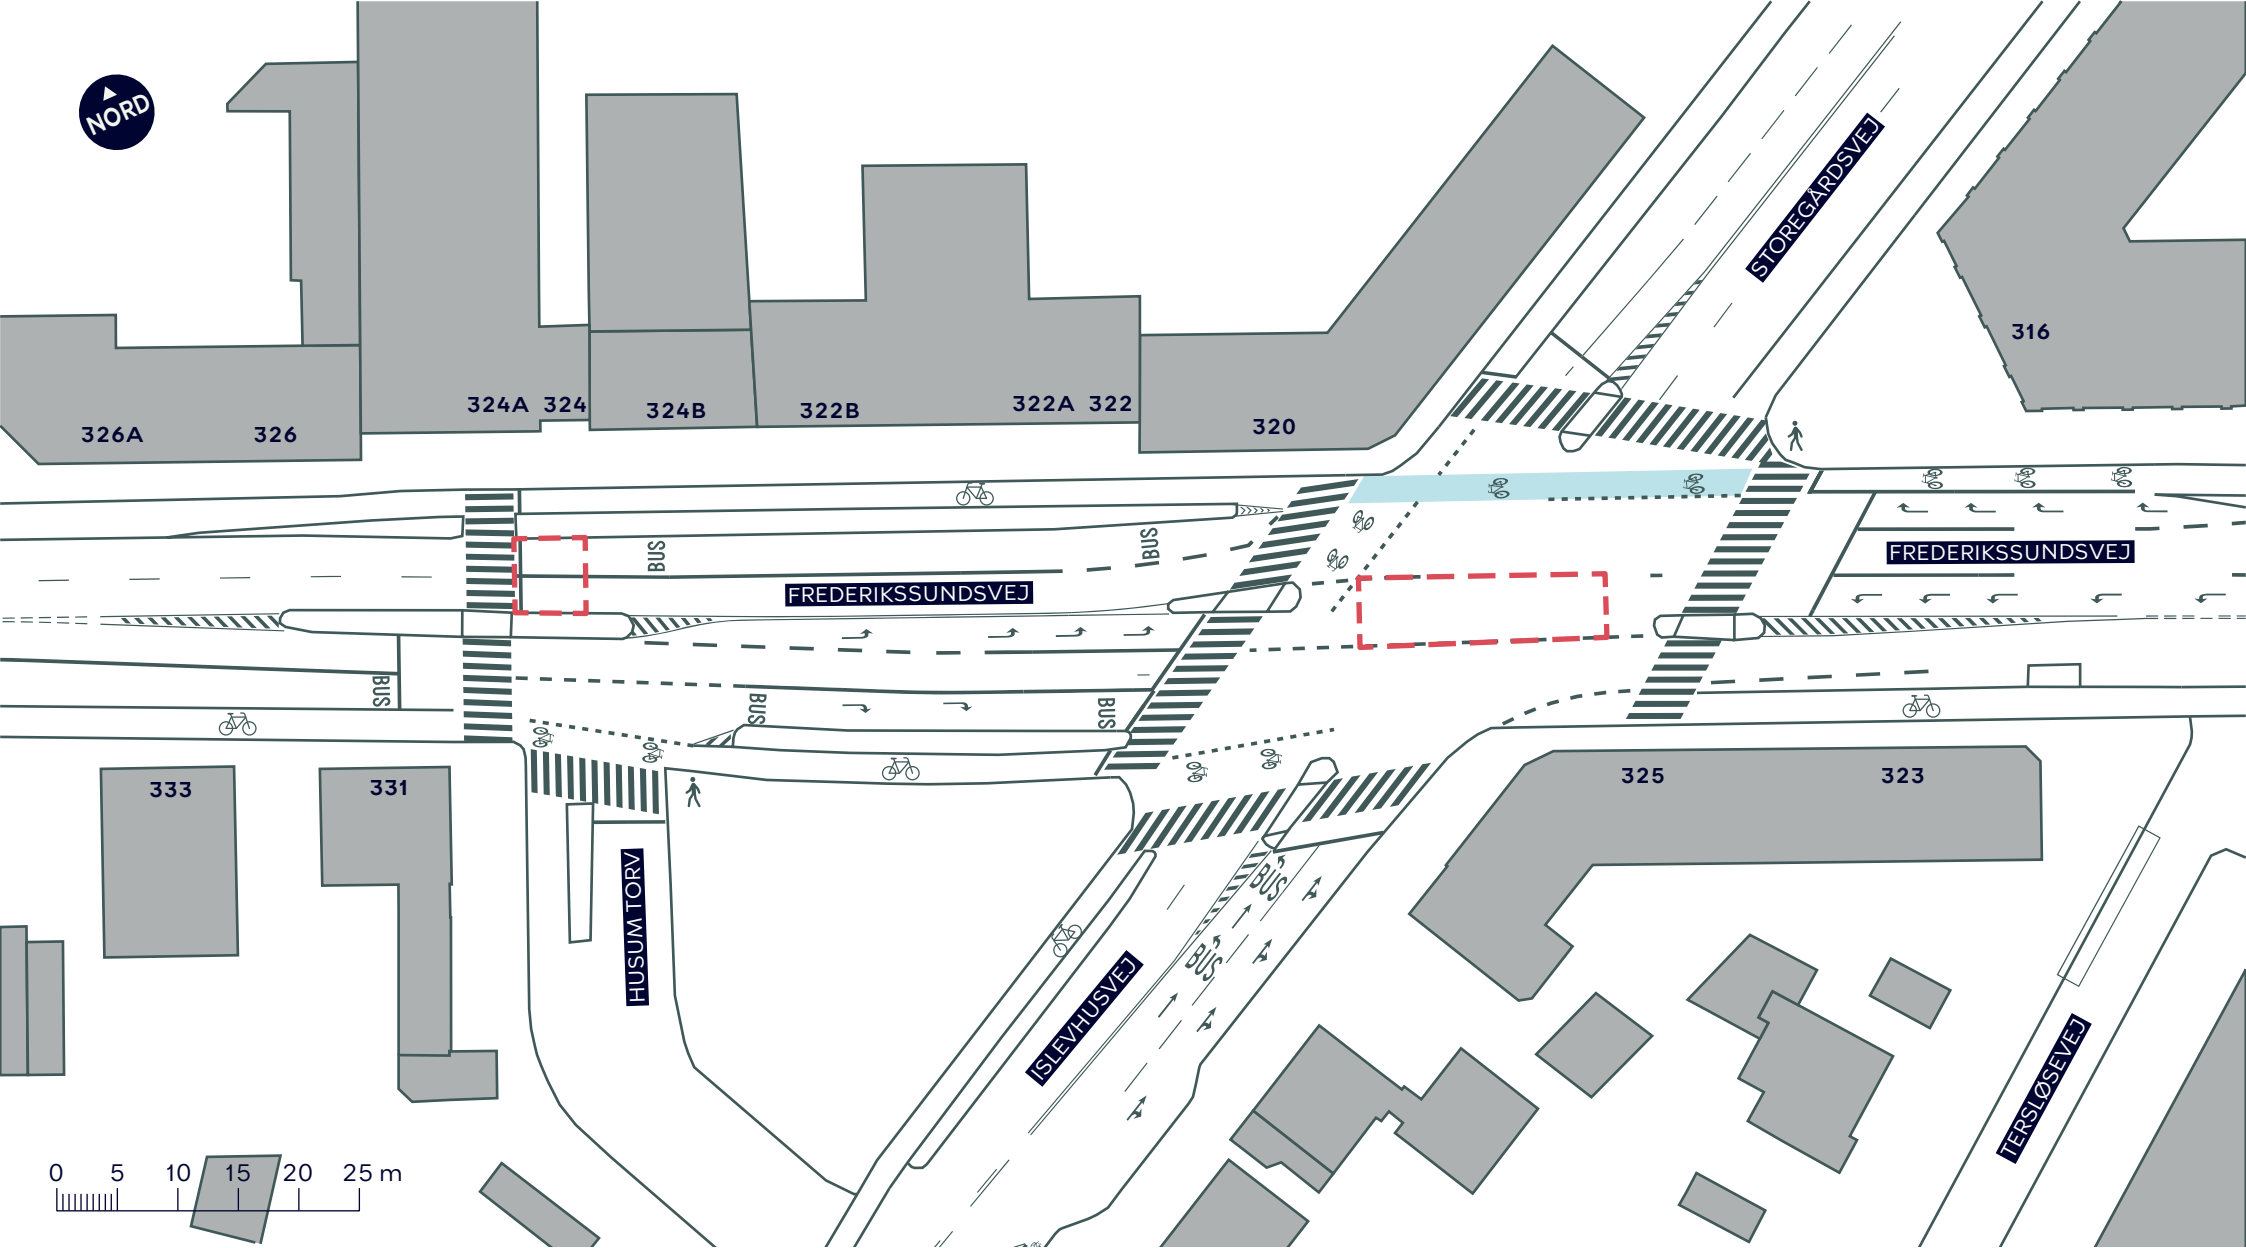 NORD
STOREGÅRDSVEJ
316
324A 324
324B
322B
322A 322
320
326A
326
BUS
BUS
FREDERIKSSUNDSVEJ
FREDERIKSSUNDSVEJ
BUS
BUS
BUS
333
331
325
323
HUSUM TORV
BUS
BUS
ISLEVHUSVEJ
TERSLØSEVEJ
0 5 10 15 20 25 m